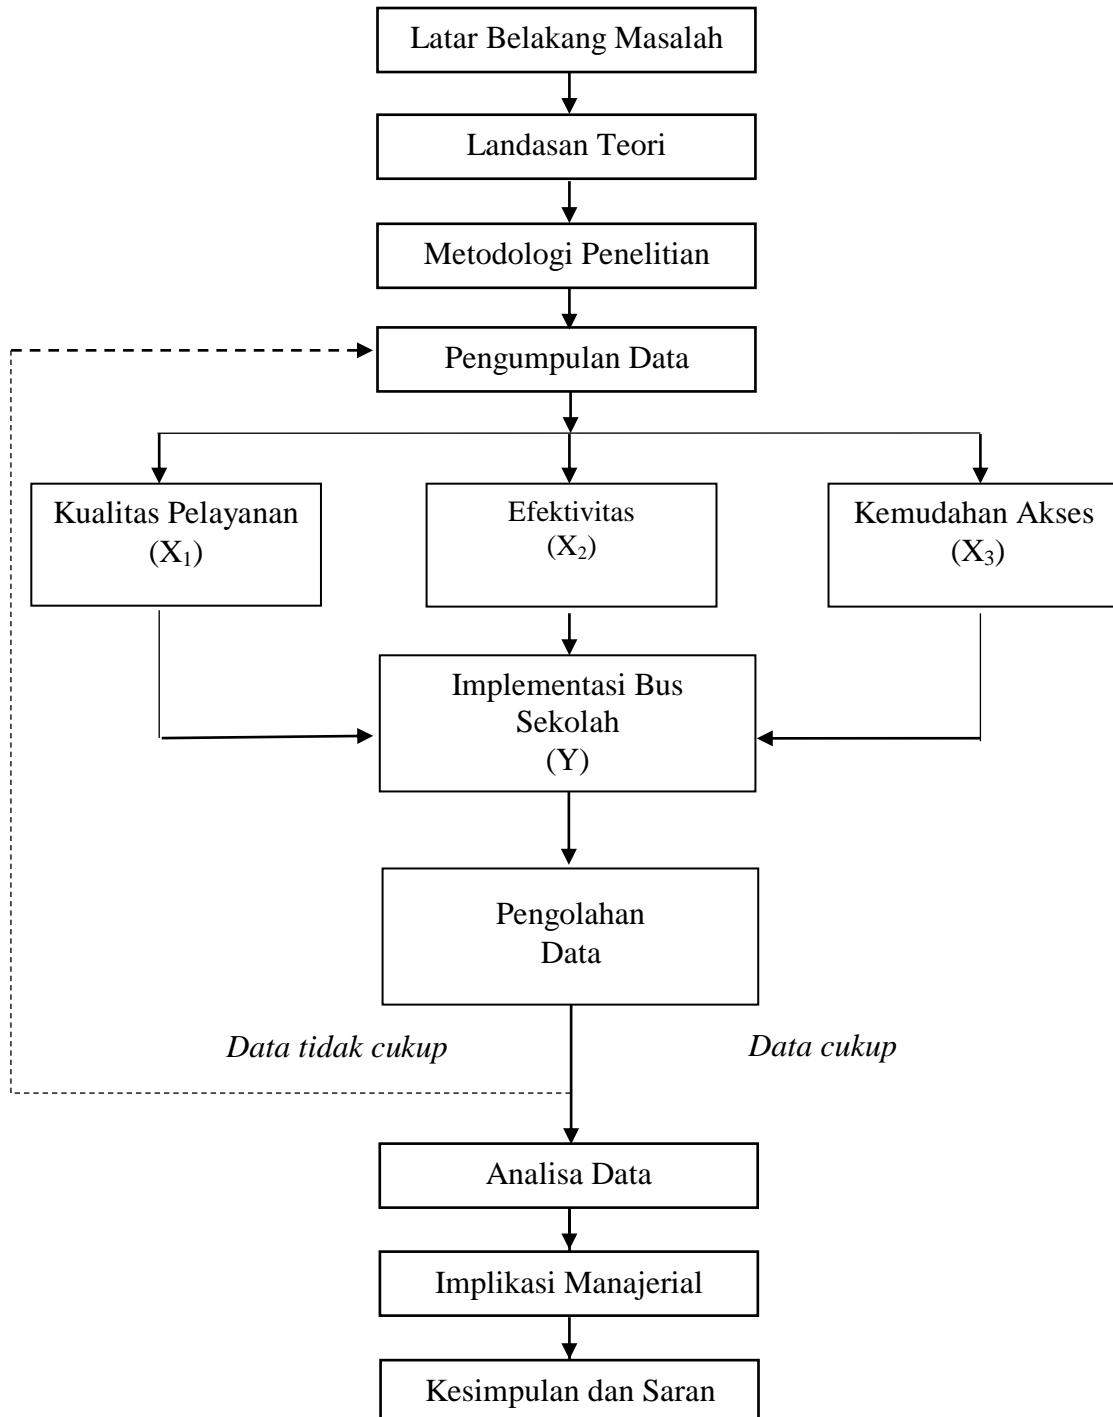 Latar Belakang Masalah
Landasan Teori
Metodologi Penelitian
Pengumpulan Data
Kualitas Pelayanan
(X₁)
Efektivitas
(X₂)
Kemudahan Akses
(X₃)
Implementasi Bus
Sekolah
(Y)
Pengolahan
Data
Data tidak cukup
Data cukup
Analisa Data
Implikasi Manajerial
Kesimpulan dan Saran